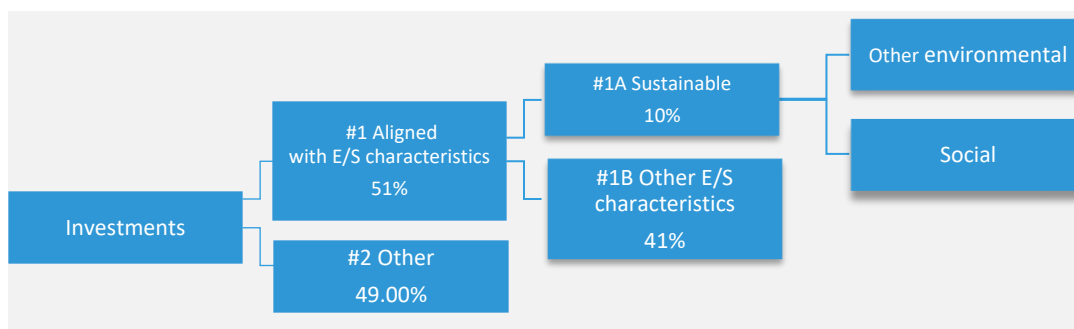 Investments
#1 Aligned
with E/S characteristics
51%
#2 Other
49.00%
#1A Sustainable
10%
#1B Other E/S
characteristics
41%
Other environmental
Social